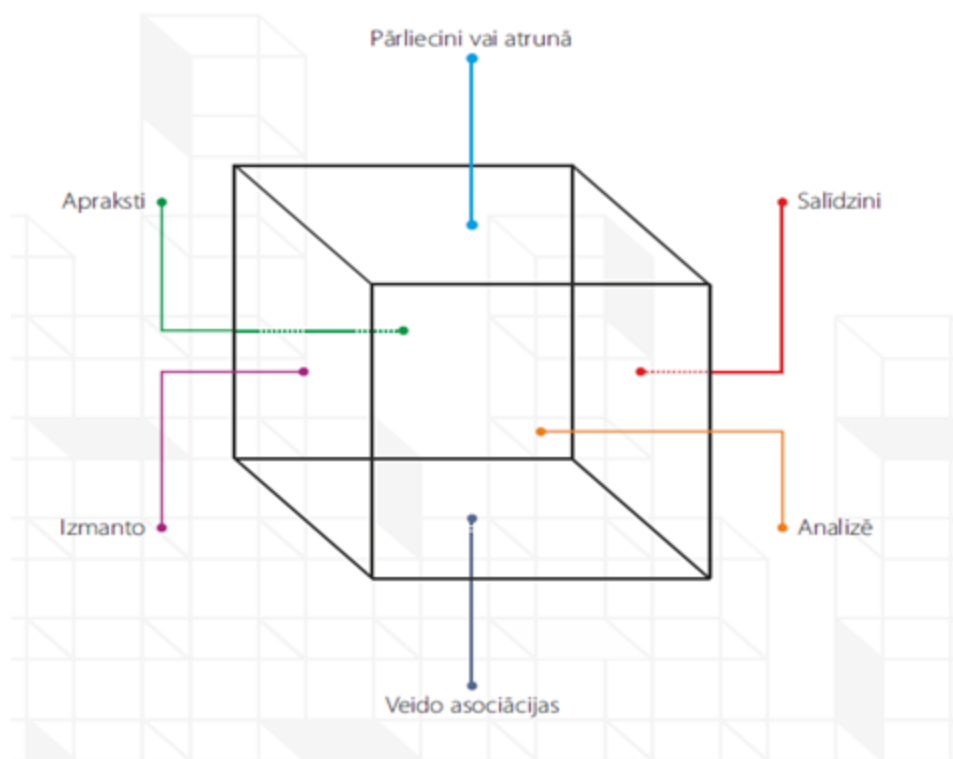 Pārliecini vai atrunā
Apraksti
Salīdzini
Izmanto
Analizē
Veido asociācijas